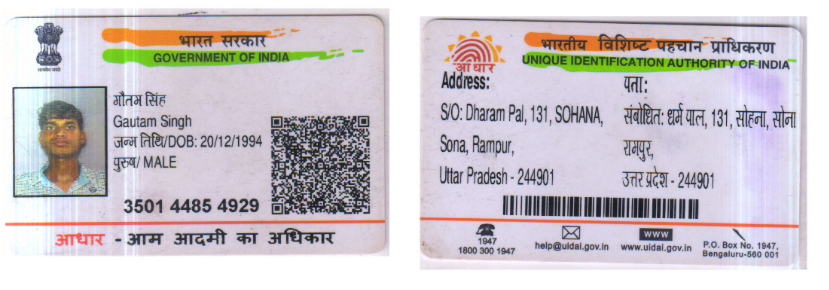 भारत सरकार
GOVERNMENT OF INDIA
गौतम सिंह
Gautam Singh
जन्म तिथि/DOB: 20/12/1994
पुरुष/ MALE
3501 4485 4929
आधार - आम आदमी का अधिकार
भारतीय विशिष्ट पहचान प्राधिकरण
UNIQUE IDENTIFICATION AUTHORITY OF INDIA
आधार
Address:
S/O: Dharam Pal, 131, SOHANA,
Sona, Rampur,
Uttar Pradesh - 244901
पता:
संबोधित: धर्म पाल, 131, सोहना, सोना
रामपुर,
उत्तर प्रदेश - 244901
1947
1800 300 1947
help@uidai.gov.in
www
www.uidai.gov.in
P.O. Box No. 1947,
Bengaluru-560 001